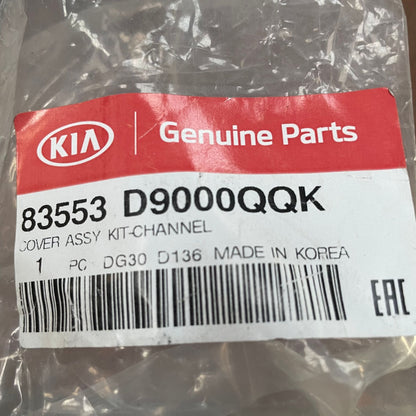 KIA Genuine Parts
83553 D9000QQK
COVER ASSY KIT-CHANNEL
1 PC DG30 D136 MADE IN KOREA
EAC